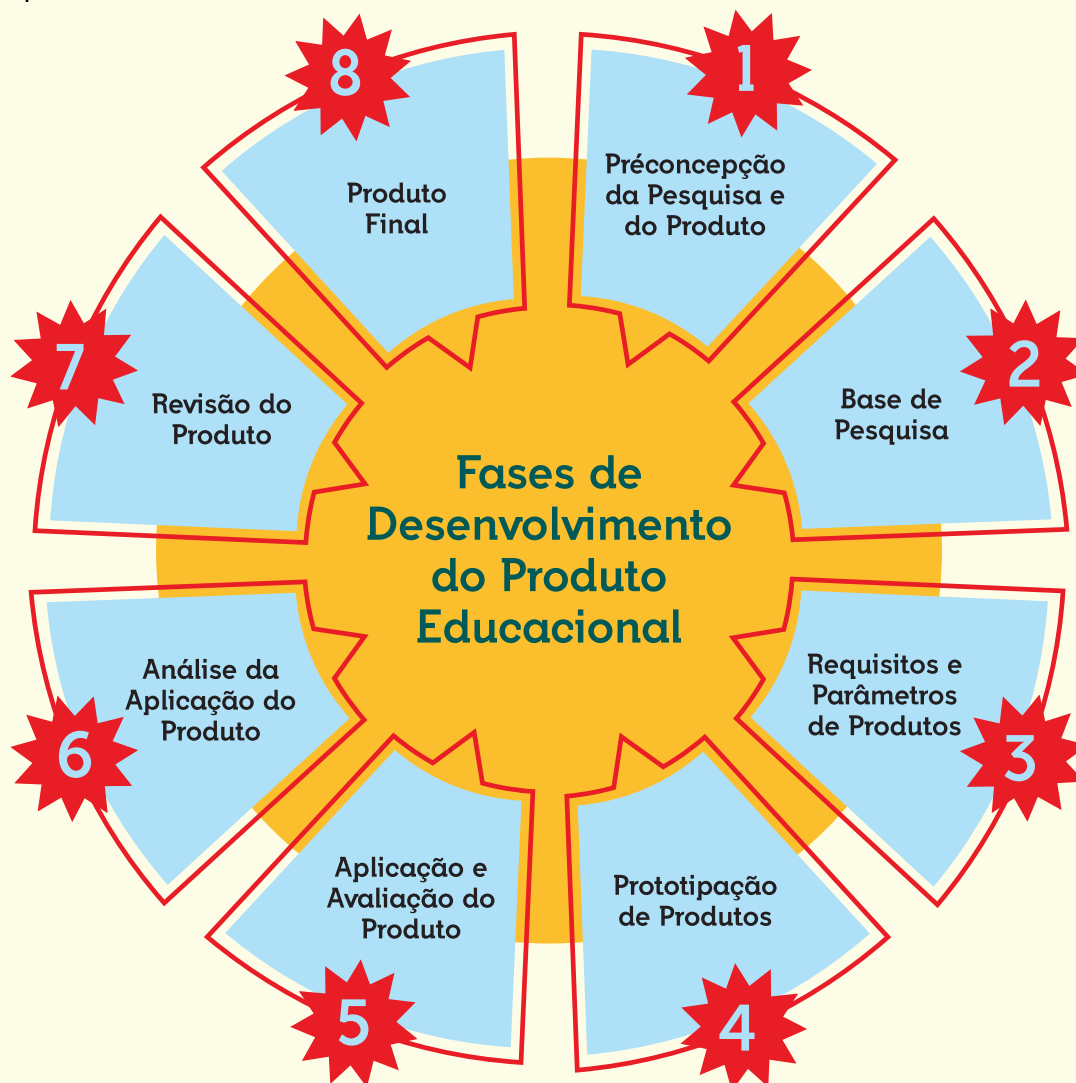 Fases de
Desenvolvimento
do Produto
Educacional
1
Préconcepção
da Pesquisa e
do Produto
2
Base de
Pesquisa
3
Requisitos e
Parâmetros
de Produtos
4
Prototipação
de Produtos
5
Aplicação e
Avaliação do
Produto
6
Análise da
Aplicação do
Produto
7
Revisão do
Produto
8
Produto
Final